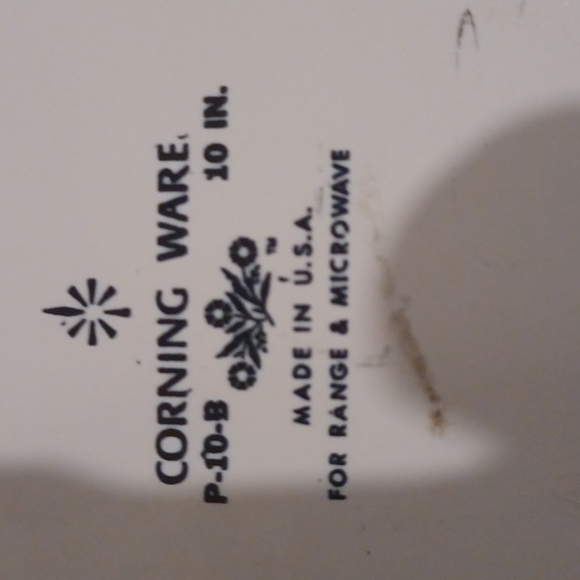 CORNING WARE.
P-10-B 10 IN.
TM
MADE IN U.S.A.
FOR RANGE & MICROWAVE